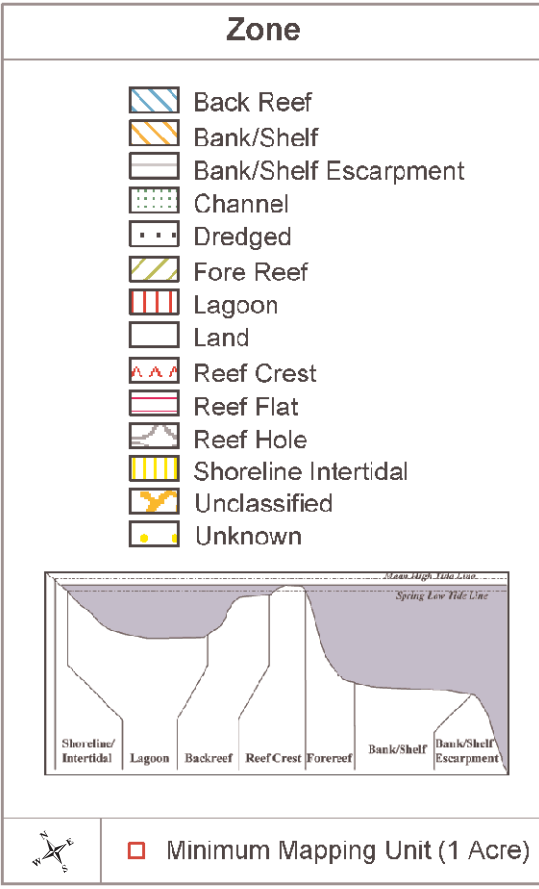 Zone
Back Reef
Bank/Shelf
Bank/Shelf Escarpment
Channel
Dredged
Fore Reef
Lagoon
Land
Reef Crest
Reef Flat
Reef Hole
Shoreline Intertidal
Unclassified
Unknown
Mean High Tide Line
Spring Low Tide Line
Shoreline/
Intertidal
Lagoon
Backreef
Reef Crest
Forereef
Bank/Shelf
Bank/Shelf
Escarpment
N
E
W
S
Minimum Mapping Unit (1 Acre)